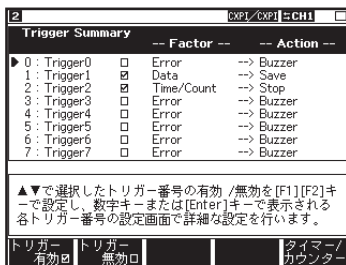 2 CXPI/CXPI ≒CH1
Trigger Summary
-- Factor -- -- Action --
▶ 0 : Trigger0 □ Error --> Buzzer
1 : Trigger1 ☑ Data --> Save
2 : Trigger2 ☑ Time/Count --> Stop
3 : Trigger3 □ Error --> Buzzer
4 : Trigger4 □ Error --> Buzzer
5 : Trigger5 □ Error --> Buzzer
6 : Trigger6 □ Error --> Buzzer
7 : Trigger7 □ Error --> Buzzer
▲▼で選択したトリガー番号の有効 /無効を[F1][F2]キ
ーで設定し、数字キーまたは[Enter]キーで表示される
各トリガー番号の設定画面で詳細な設定を行います。
トリガー トリガー タイマー/
有効☑ 無効□ カウンター